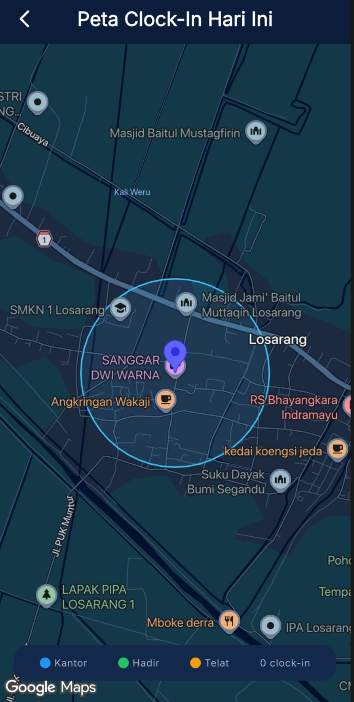 Peta Clock-In Hari Ini
STRI
NG...
Cibuaya
Masjid Baitul Mustagfirin
Kali Weru
1
SMKN 1 Losarang
Masjid Jami' Baitul
Muttaqin Losarang
Losarang
SANGGAR
DWI WARNA
Angkringan Wakaji
RS Bhayangkara
Indramayu
kedai koengsi jeda
Suku Dayak
Bumi Segandu
Jl. PUK Muntur
LAPAK PIPA
LOSARANG 1
Poho
Tempa
Mboke derra
IPA Losarang
Kantor
Hadir
Telat
0 clock-in
Google Maps